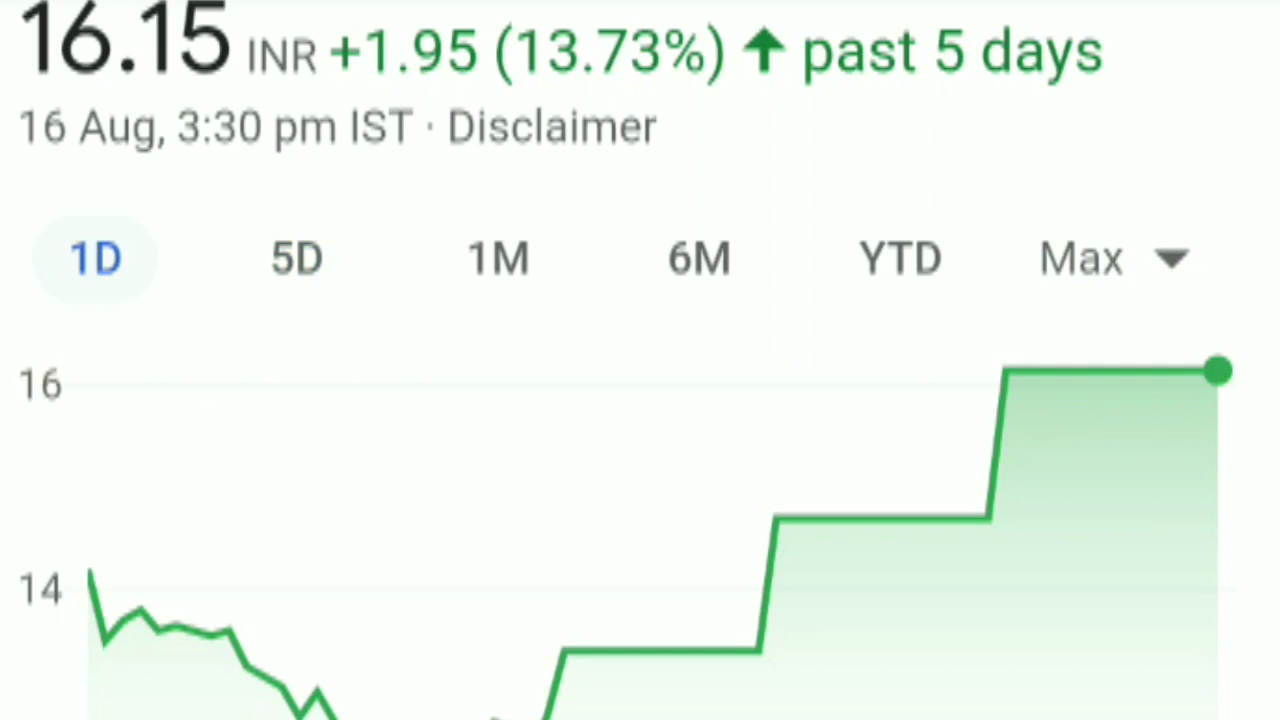 16.15 INR +1.95 (13.73%) ↑ past 5 days
16 Aug, 3:30 pm IST · Disclaimer
1D 5D 1M 6M YTD Max
16
14